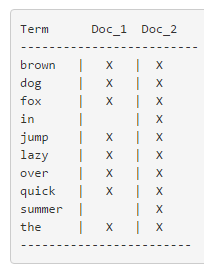 Term Doc_1 Doc_2
-------------------------
brown | X | X
dog | X | X
fox | X | X
in | | X
jump | X | X
lazy | X | X
over | X | X
quick | X | X
summer | | X
the | X | X
------------------------